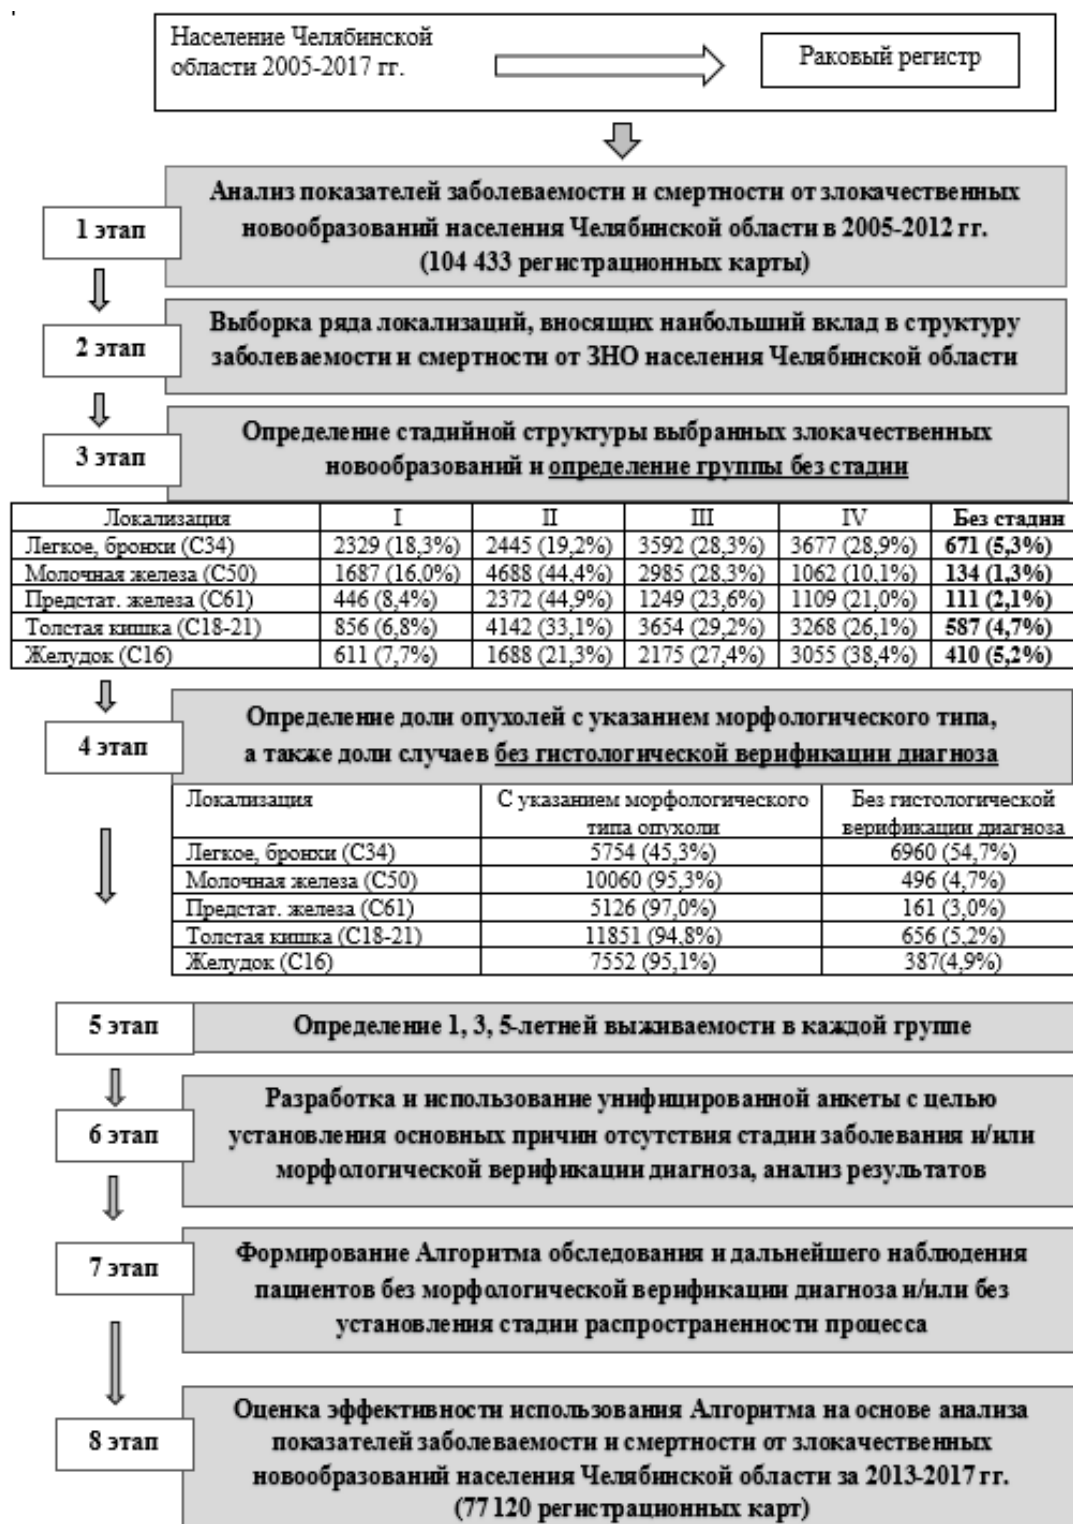 Население Челябинской
области 2005-2017 гг.
Раковый регистр
1 этап
Анализ показателей заболеваемости и смертности от злокачественных
новообразований населения Челябинской области в 2005-2012 гг.
(104 433 регистрационных карты)
2 этап
Выборка ряда локализаций, вносящих наибольший вклад в структуру
заболеваемости и смертности от ЗНО населения Челябинской области
3 этап
Определение стадийной структуры выбранных злокачественных
новообразований и определение группы без стадии
Локализация I II III IV Без стадии
Легкое, бронхи (С34) 2329 (18,3%) 2445 (19,2%) 3592 (28,3%) 3677 (28,9%) 671 (5,3%)
Молочная железа (С50) 1687 (16,0%) 4688 (44,4%) 2985 (28,3%) 1062 (10,1%) 134 (1,3%)
Предстат. железа (С61) 446 (8,4%) 2372 (44,9%) 1249 (23,6%) 1109 (21,0%) 111 (2,1%)
Толстая кишка (С18-21) 856 (6,8%) 4142 (33,1%) 3654 (29,2%) 3268 (26,1%) 587 (4,7%)
Желудок (С16) 611 (7,7%) 1688 (21,3%) 2175 (27,4%) 3055 (38,4%) 410 (5,2%)
4 этап
Определение доли опухолей с указанием морфологического типа,
а также доли случаев без гистологической верификации диагноза
Локализация С указанием морфологического Без гистологической
типа опухоли верификации диагноза
Легкое, бронхи (С34) 5754 (45,3%) 6960 (54,7%)
Молочная железа (С50) 10060 (95,3%) 496 (4,7%)
Предстат. железа (С61) 5126 (97,0%) 161 (3,0%)
Толстая кишка (С18-21) 11851 (94,8%) 656 (5,2%)
Желудок (С16) 7552 (95,1%) 387(4,9%)
5 этап
Определение 1, 3, 5-летней выживаемости в каждой группе
6 этап
Разработка и использование унифицированной анкеты с целью
установления основных причин отсутствия стадии заболевания и/или
морфологической верификации диагноза, анализ результатов
7 этап
Формирование Алгоритма обследования и дальнейшего наблюдения
пациентов без морфологической верификации диагноза и/или без
установления стадии распространенности процесса
8 этап
Оценка эффективности использования Алгоритма на основе анализа
показателей заболеваемости и смертности от злокачественных
новообразований населения Челябинской области за 2013-2017 гг.
(77 120 регистрационных карт)